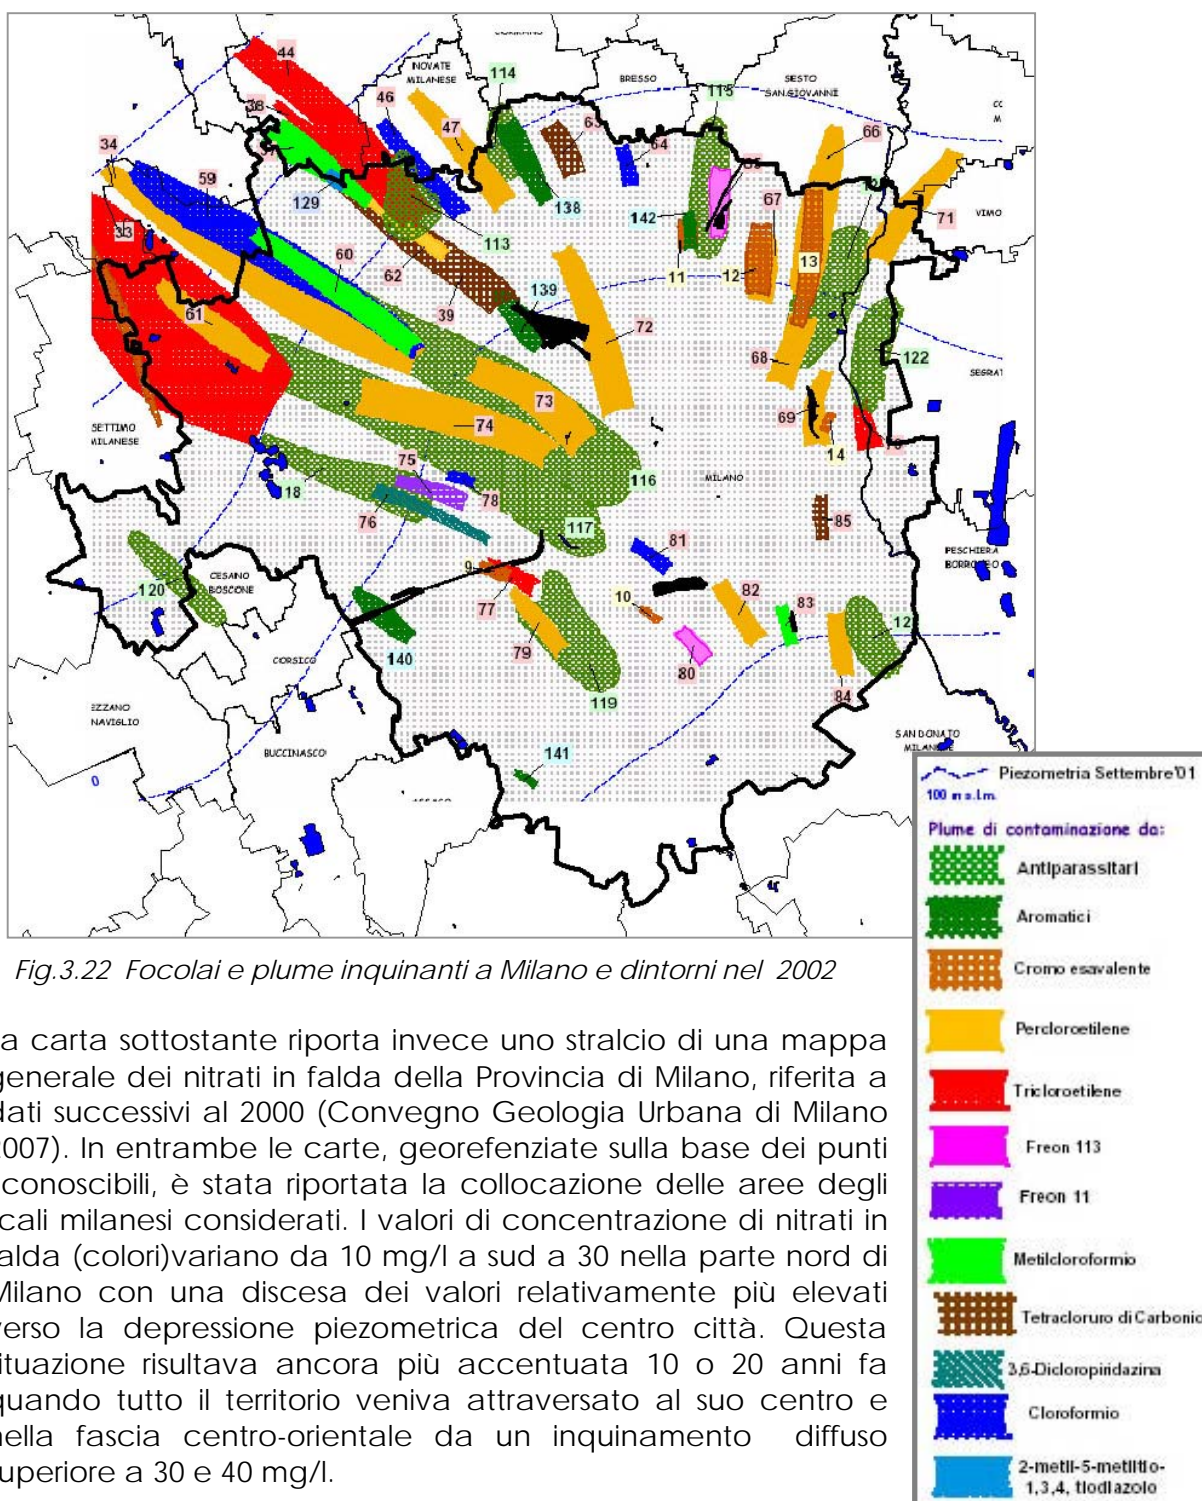 44
INOVATE
MILANESE
114
BRESSO
SESTO
SAN.GIOVANNI
115
38
46
47
64
66
34
59
129
138
142
67
71
VIMO
33
113
62
60
11
12
13
61
39
139
72
68
122
SEGRAT
73
69
SETTIMO
MILANESE
74
14
75
116
MILANO
18
78
76
85
117
81
PESCHIERA
BORROMEO
9
CESANO
BOSCONE
120
77
10
82
83
12
79
140
CORSICO
80
84
119
EZZANO
NAVIGLIO
BUCCINASCO
141
SAN DONATO
MILANESE
0
Piezometria Settembre'01
100 m s.l.m.
Plume di contaminazione da:
Antiparassitari
Aromatici
Cromo esavalente
Percloroetilene
Tricloroetilene
Freon 113
Freon 11
Metilcloroformio
Tetracloruro di Carbonio
3,6-Dicloropiridazina
Cloroformio
2-metil-5-metiltio-
1,3,4, tiodiazolo
Fig.3.22 Focolai e plume inquinanti a Milano e dintorni nel 2002
a carta sottostante riporta invece uno stralcio di una mappa
generale dei nitrati in falda della Provincia di Milano, riferita a
dati successivi al 2000 (Convegno Geologia Urbana di Milano
2007). In entrambe le carte, georefenziate sulla base dei punti
iconoscibili, è stata riportata la collocazione delle aree degli
cali milanesi considerati. I valori di concentrazione di nitrati in
alda (colori)variano da 10 mg/l a sud a 30 nella parte nord di
Milano con una discesa dei valori relativamente più elevati
verso la depressione piezometrica del centro città. Questa
ituazione risultava ancora più accentuata 10 o 20 anni fa
quando tutto il territorio veniva attraversato al suo centro e
nella fascia centro-orientale da un inquinamento diffuso
uperiore a 30 e 40 mg/l.